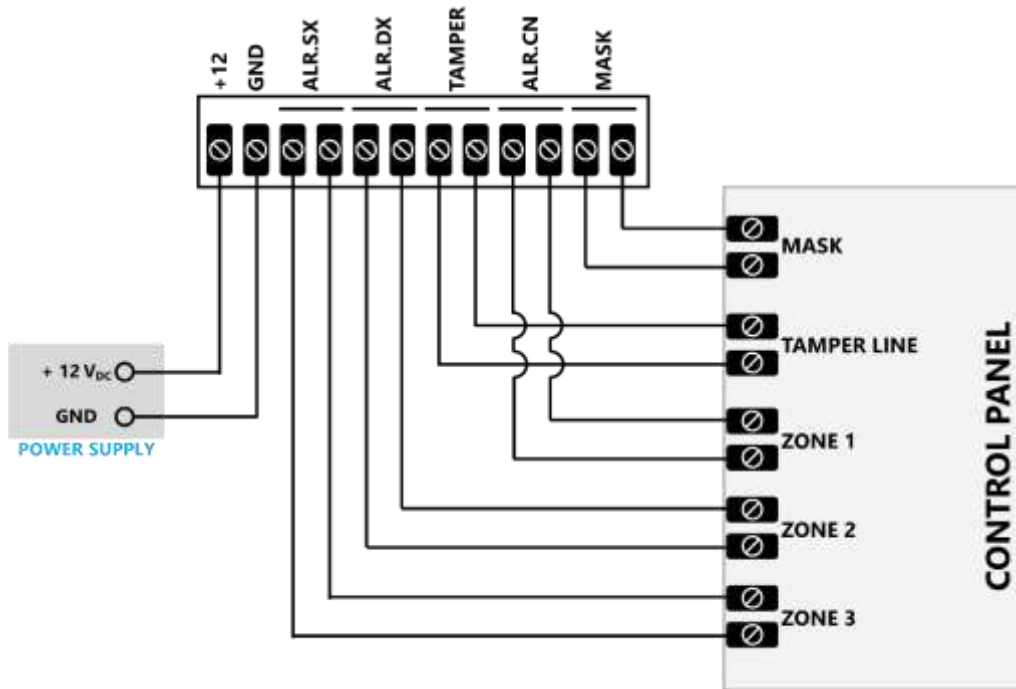 +12
GND
ALR.SX
ALR.DX
TAMPER
ALR.CN
MASK
MASK
TAMPER LINE
+ 12 VDC
GND
POWER SUPPLY
ZONE 1
ZONE 2
ZONE 3
CONTROL PANEL